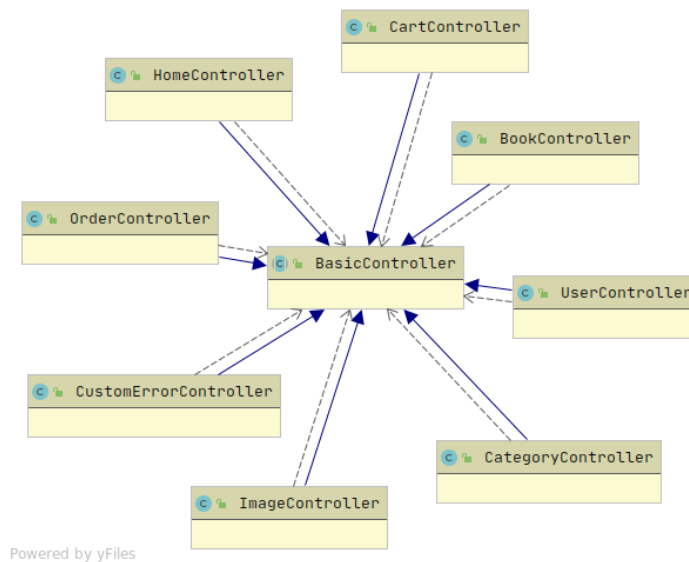 CartController
HomeController
BookController
OrderController
BasicController
UserController
CustomErrorController
CategoryController
ImageController
Powered by yFiles